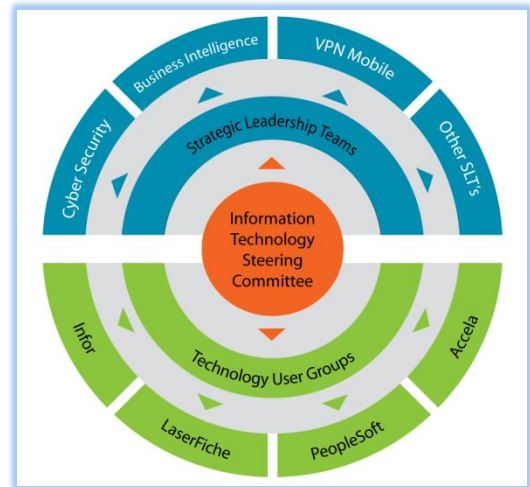 Cyber Security
Business Intelligence
VPN Mobile
Other SLT's
Strategic Leadership Teams
Information
Technology
Steering
Committee
Technology User Groups
Infor
LaserFiche
PeopleSoft
Accela